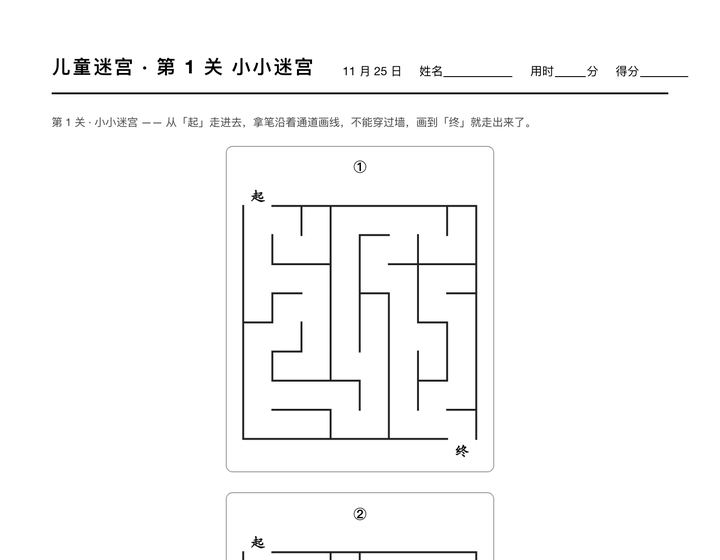 儿童迷宫 · 第 1 关 小小迷宫 11 月 25 日 姓名___________ 用时_____分 得分________
第 1 关 · 小小迷宫 —— 从「起」走进去，拿笔沿着通道画线，不能穿过墙，画到「终」就走出来了。
①
起
终
②
起